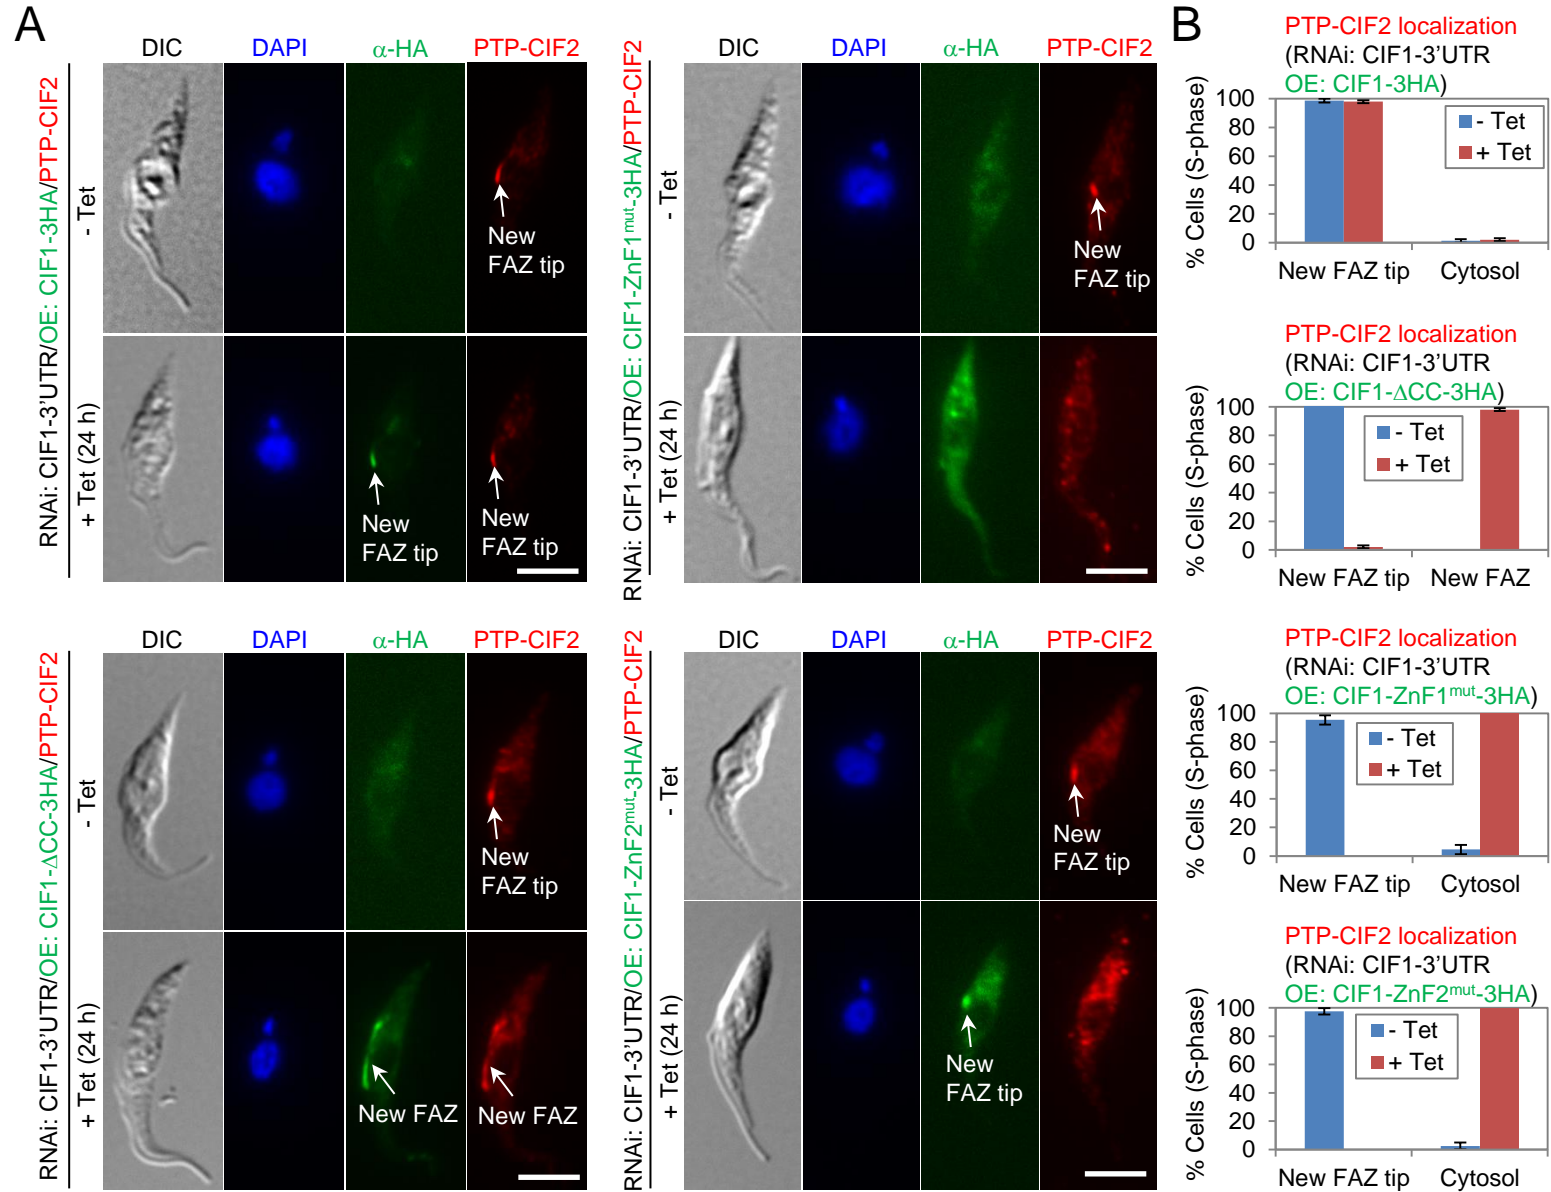 A
DIC DAPI α-HA PTP-CIF2
RNAi: CIF1-3’UTR/OE: CIF1-3HA/PTP-CIF2
- Tet
New
FAZ tip
+ Tet (24 h)
New
FAZ tip
New
FAZ tip
DIC DAPI α-HA PTP-CIF2
RNAi: CIF1-3’UTR/OE: CIF1-ZnF1mut-3HA/PTP-CIF2
- Tet
New
FAZ tip
+ Tet (24 h)
DIC DAPI α-HA PTP-CIF2
RNAi: CIF1-3’UTR/OE: CIF1-ΔCC-3HA/PTP-CIF2
- Tet
New
FAZ tip
+ Tet (24 h)
New FAZ
New FAZ
DIC DAPI α-HA PTP-CIF2
RNAi: CIF1-3’UTR/OE: CIF1-ZnF2mut-3HA/PTP-CIF2
- Tet
New
FAZ tip
+ Tet (24 h)
New
FAZ tip
B
PTP-CIF2 localization
(RNAi: CIF1-3’UTR
OE: CIF1-3HA)
% Cells (S-phase)
100
80
60
40
20
0
- Tet
+ Tet
New FAZ tip Cytosol
PTP-CIF2 localization
(RNAi: CIF1-3’UTR
OE: CIF1-ΔCC-3HA)
% Cells (S-phase)
100
80
60
40
20
0
- Tet
+ Tet
New FAZ tip New FAZ
PTP-CIF2 localization
(RNAi: CIF1-3’UTR
OE: CIF1-ZnF1mut-3HA)
% Cells (S-phase)
100
80
60
40
20
0
- Tet
+ Tet
New FAZ tip Cytosol
PTP-CIF2 localization
(RNAi: CIF1-3’UTR
OE: CIF1-ZnF2mut-3HA)
% Cells (S-phase)
100
80
60
40
20
0
- Tet
+ Tet
New FAZ tip Cytosol